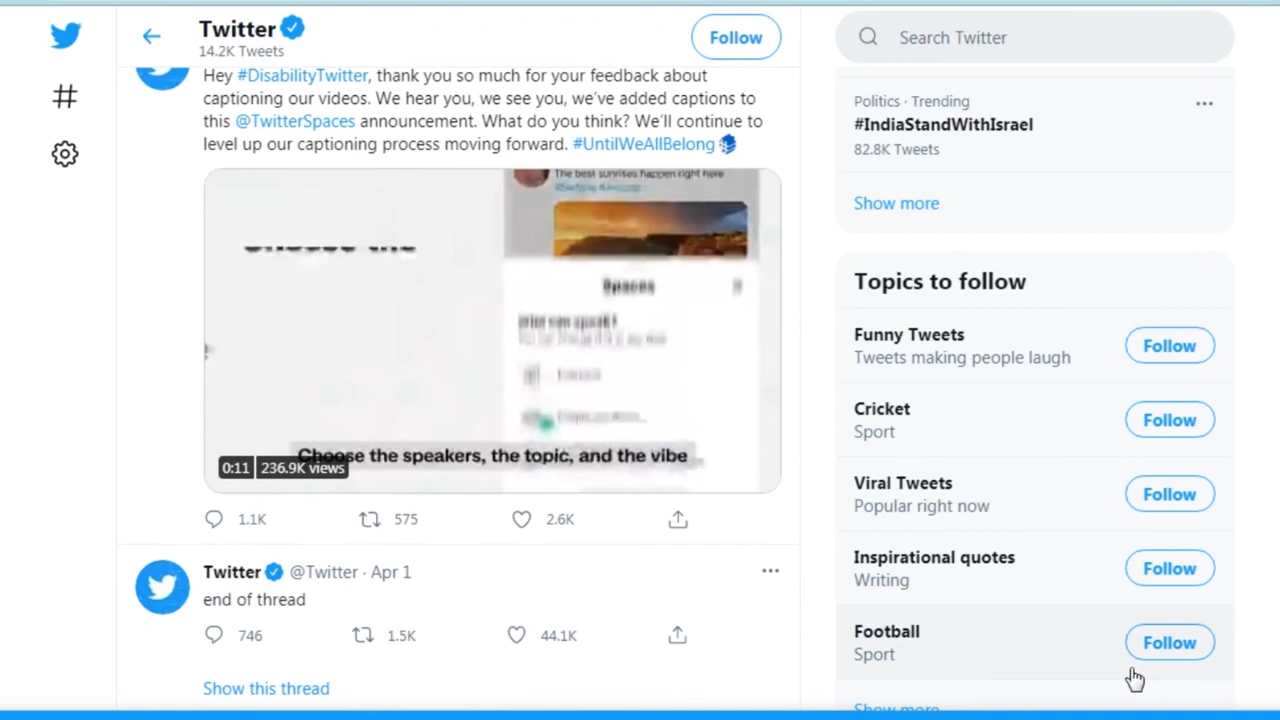 Twitter
14.2K Tweets
Follow
Search Twitter
Hey #DisabilityTwitter, thank you so much for your feedback about
captioning our videos. We hear you, we see you, we've added captions to
this @TwitterSpaces announcement. What do you think? We'll continue to
level up our captioning process moving forward. #UntilWeAllBelong
The best sunrises happen right here
Spaces
Choose the speakers, the topic, and the vibe
0:11 236.9K views
1.1K 575 2.6K
Twitter @Twitter · Apr 1
end of thread
746 1.5K 44.1K
Show this thread
Politics · Trending
#IndiaStandWithIsrael
82.8K Tweets
Show more
Topics to follow
Funny Tweets
Tweets making people laugh
Follow
Cricket
Sport
Follow
Viral Tweets
Popular right now
Follow
Inspirational quotes
Writing
Follow
Football
Sport
Follow
Show more